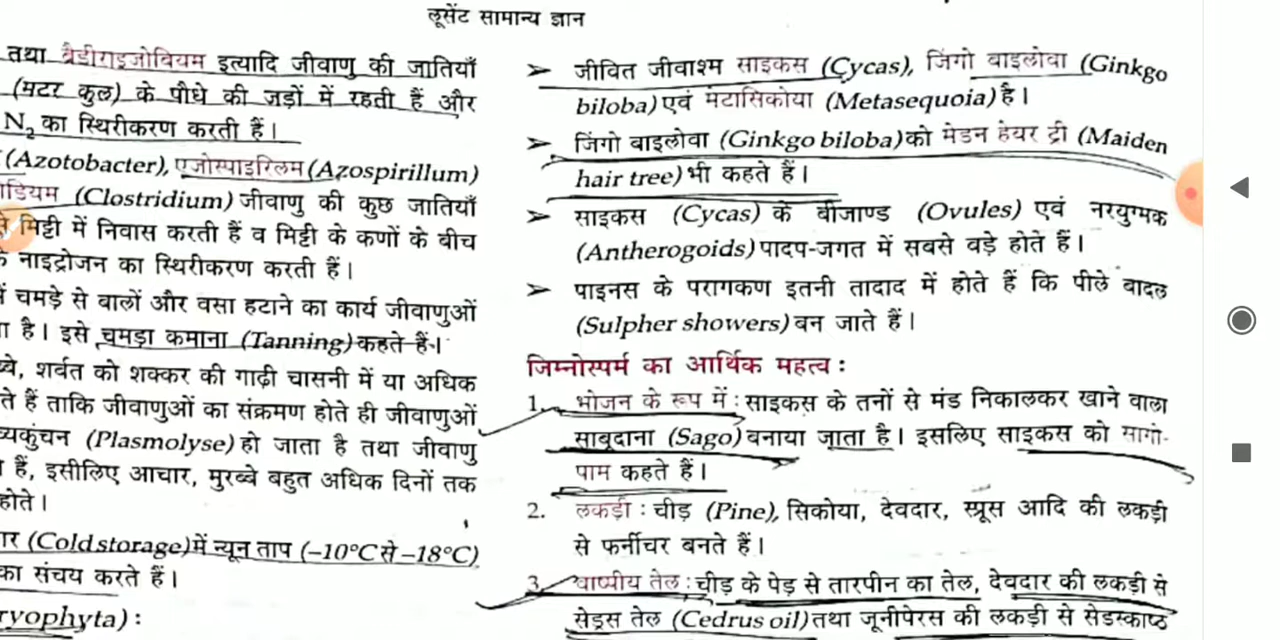 लूसेंट सामान्य ज्ञान
तथा ब्रैडीराइजोवियम इत्यादि जीवाणु की जातियाँ
(मटर कुल) के पौधे की जड़ों में रहती हैं और
N₂ का स्थिरीकरण करती हैं।
(Azotobacter), एजोस्पाइरिलम (Azospirillum)
(Clostridium) जीवाणु की कुछ जातियाँ
मिट्टी में निवास करती हैं व मिट्टी के कणों के बीच
नाइट्रोजन का स्थिरीकरण करती हैं।
चमड़े से बालों और वसा हटाने का कार्य जीवाणुओं
है। इसे चमड़ा कमाना (Tanning) कहते हैं।
शर्बत को शक्कर की गाढ़ी चासनी में या अधिक
हैं ताकि जीवाणुओं का संक्रमण होते ही जीवाणुओं
(Plasmolyse) हो जाता है तथा जीवाणु
हैं, इसीलिए आचार, मुरब्बे बहुत अधिक दिनों तक
होते।
(Cold storage) में न्यून ताप (–10°C से –18°C)
का संचय करते हैं।
ryophyta) :
➢ जीवित जीवाश्म साइकस (Cycas), जिंगो बाइलोवा (Ginkgo
biloba) एवं मेटासिकोया (Metasequoia) है।
➢ जिंगो बाइलोवा (Ginkgo biloba) को मेडन हेयर ट्री (Maiden
hair tree) भी कहते हैं।
➢ साइकस (Cycas) के बीजाण्ड (Ovules) एवं नरयुग्मक
(Antherogoids) पादप-जगत में सबसे बड़े होते हैं।
➢ पाइनस के परागकण इतनी तादाद में होते हैं कि पीले बादल
(Sulpher showers) बन जाते हैं।
जिम्नोस्पर्म का आर्थिक महत्व :
1. भोजन के रूप में : साइकस के तनों से मंड निकालकर खाने वाला
साबूदाना (Sago) बनाया जाता है। इसलिए साइकस को सागो-
पाम कहते हैं।
2. लकड़ी : चीड़ (Pine), सिकोया, देवदार, स्प्रूस आदि की लकड़ी
से फर्नीचर बनते हैं।
3. वाष्पीय तेल : चीड़ के पेड़ से तारपीन का तेल, देवदार की लकड़ी से
सेड्रस तेल (Cedrus oil) तथा जूनीपेरस की लकड़ी से सेडस्काष्ठ